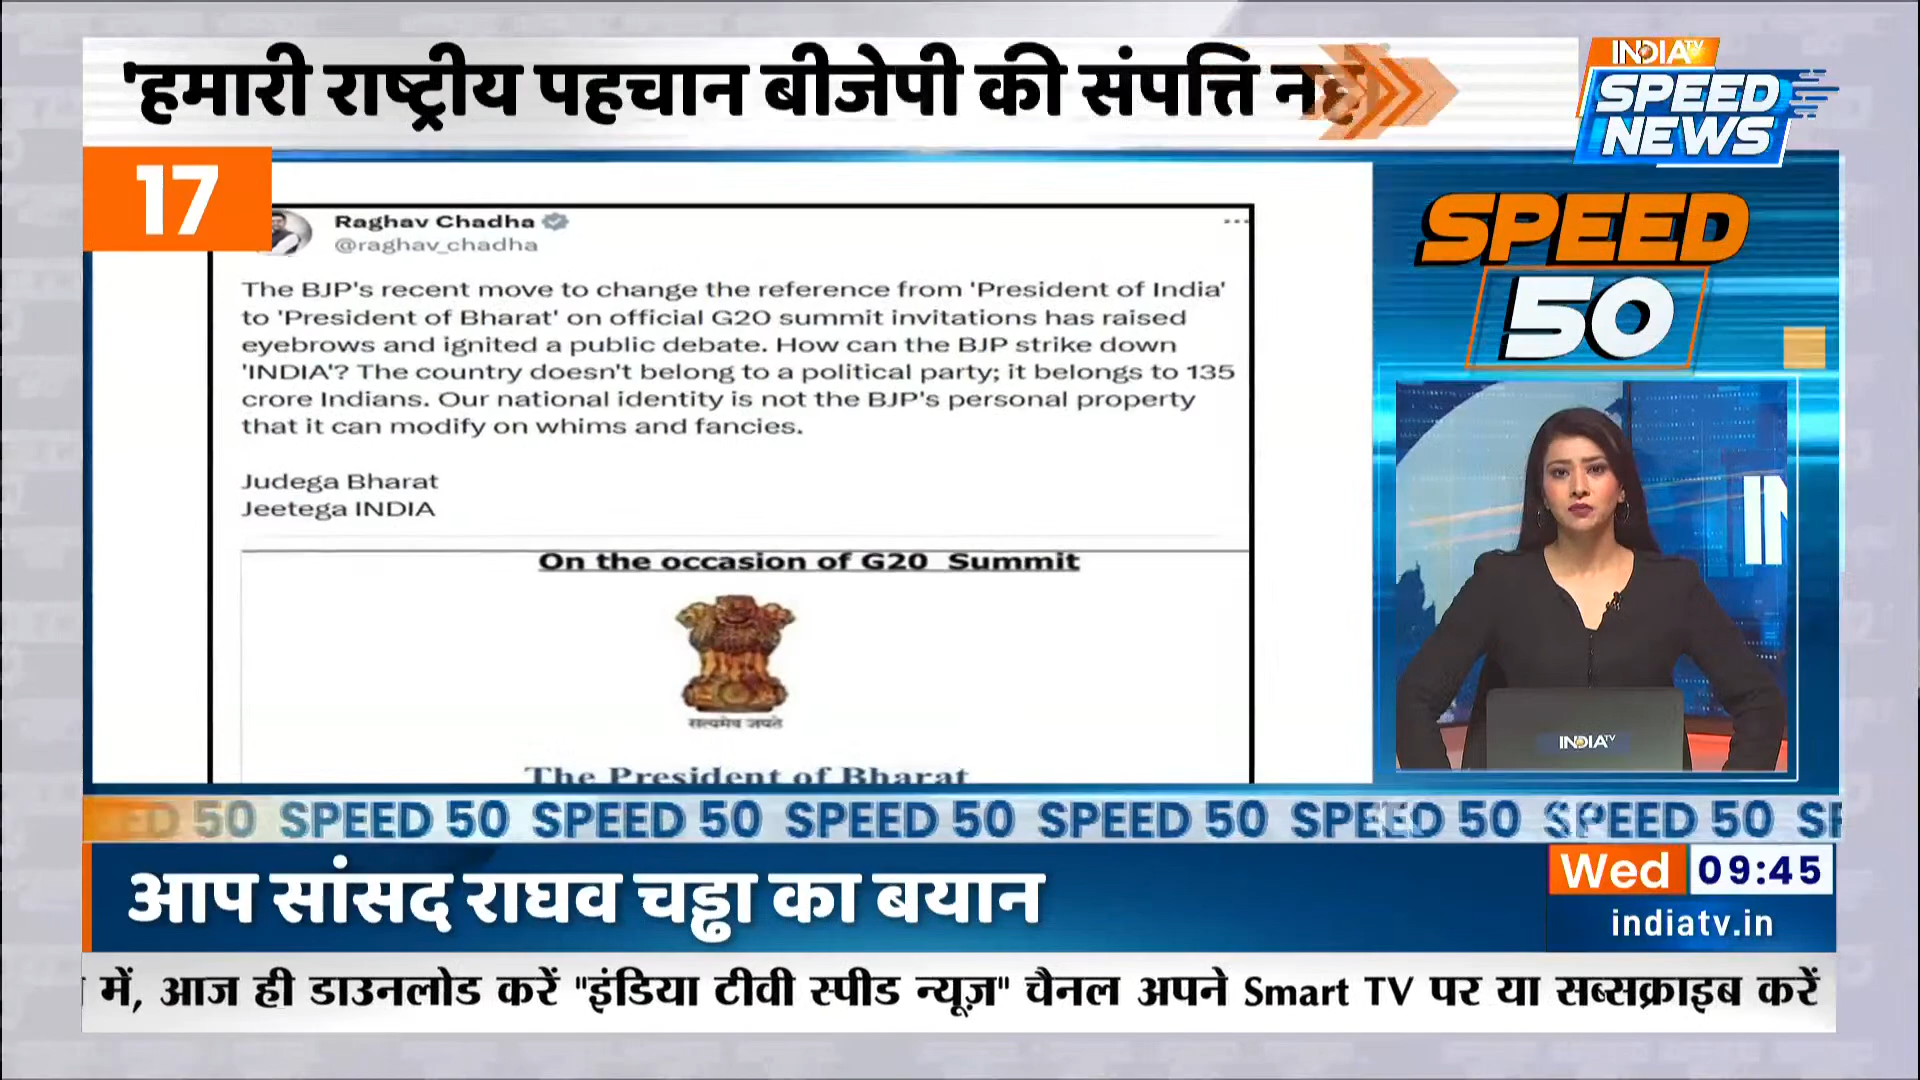 'हमारी राष्ट्रीय पहचान बीजेपी की संपत्ति
INDIA TV
SPEED
NEWS
17
Raghav Chadha
@raghav_chadha
The BJP's recent move to change the reference from 'President of India'
to 'President of Bharat' on official G20 summit invitations has raised
eyebrows and ignited a public debate. How can the BJP strike down
'INDIA'? The country doesn't belong to a political party; it belongs to 135
crore Indians. Our national identity is not the BJP's personal property
that it can modify on whims and fancies.
Judega Bharat
Jeetega INDIA
On the occasion of G20 Summit
सत्यमेव जयते
The President of Bharat
SPEED
50
INDIA TV
50 SPEED 50 SPEED 50 SPEED 50 SPEED 50 SPEED 50 SPEED 50
आप सांसद राघव चड्ढा का बयान
Wed 09:45
indiatv.in
में, आज ही डाउनलोड करें "इंडिया टीवी स्पीड न्यूज़" चैनल अपने Smart TV पर या सब्सक्राइब करें